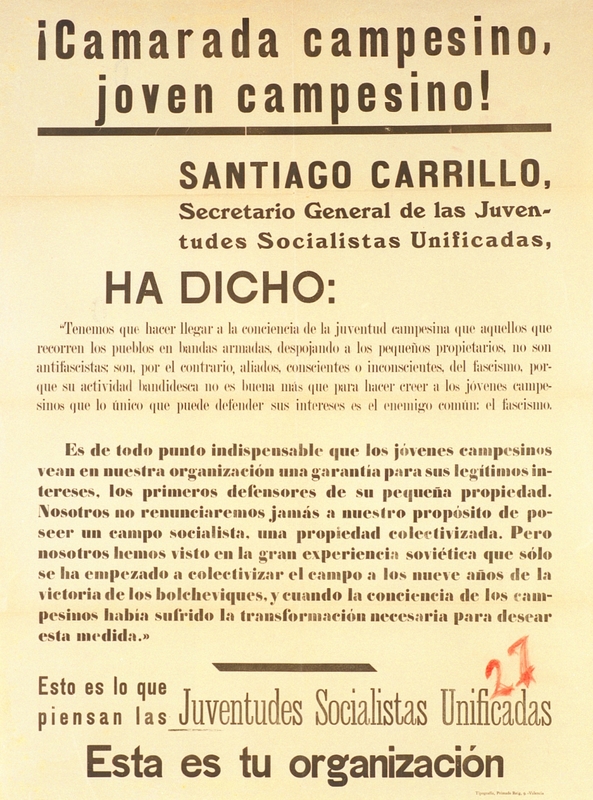 ¡Camarada campesino,
joven campesino!
SANTIAGO CARRILLO,
Secretario General de las Juven-
tudes Socialistas Unificadas,
HA DICHO:
"Tenemos que hacer llegar a la conciencia de la juventud campesina que aquellos que
recorren los pueblos en bandas armadas, despojando a los pequeños propietarios, no son
antifascistas; son, por el contrario, aliados, conscientes o inconscientes, del fascismo, por-
que su actividad bandidesca no es buena más que para hacer creer a los jóvenes campe-
sinos que lo único que puede defender sus intereses es el enemigo común: el fascismo.
Es de todo punto indispensable que los jóvenes campesinos
vean en nuestra organización una garantía para sus legítimos in-
tereses, los primeros defensores de su pequeña propiedad.
Nosotros no renunciaremos jamás a nuestro propósito de po-
seer un campo socialista, una propiedad colectivizada. Pero
nosotros hemos visto en la gran experiencia soviética que sólo
se ha empezado a colectivizar el campo a los nueve años de la
victoria de los bolcheviques, y cuando la conciencia de los cam-
pesinos había sufrido la transformación necesaria para desear
esta medida.»
27
Esto es lo que
piensan las Juventudes Socialistas Unificadas
Esta es tu organización
Tipografía, Primado Reig, 9.-Valencia